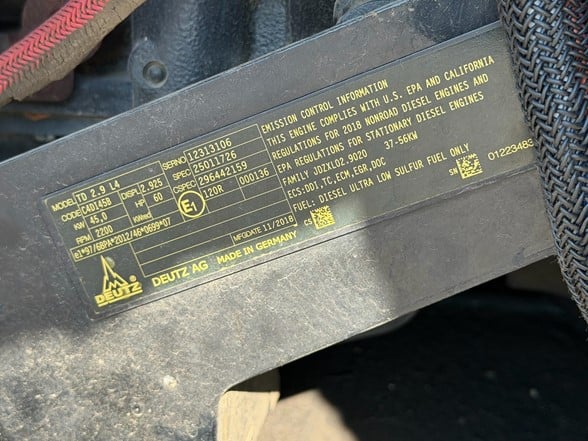 MODEL TD 2.9 L4
CODE C4D145B DISPL 2.925
KW 45,0 HP 60
RPM 2200 KWred
e1*97/68PA*2012/46*0699*07
SERNO 12313106
SPEC 25011726
CSPEC 296442159
E1 120R 000136
MFGDATE 11/2018
DEUTZ
DEUTZ AG MADE IN GERMANY
EMISSION CONTROL INFORMATION
THIS ENGINE COMPLIES WITH U.S. EPA AND CALIFORNIA
REGULATIONS FOR 2018 NONROAD DIESEL ENGINES AND
EPA REGULATIONS FOR STATIONARY DIESEL ENGINES
FAMILY JDZXL02.9020 37-56KW
ECS:DDI,TC,ECM,EGR,DOC
FUEL: DIESEL ULTRA LOW SULFUR FUEL ONLY
CS
SN
01223483